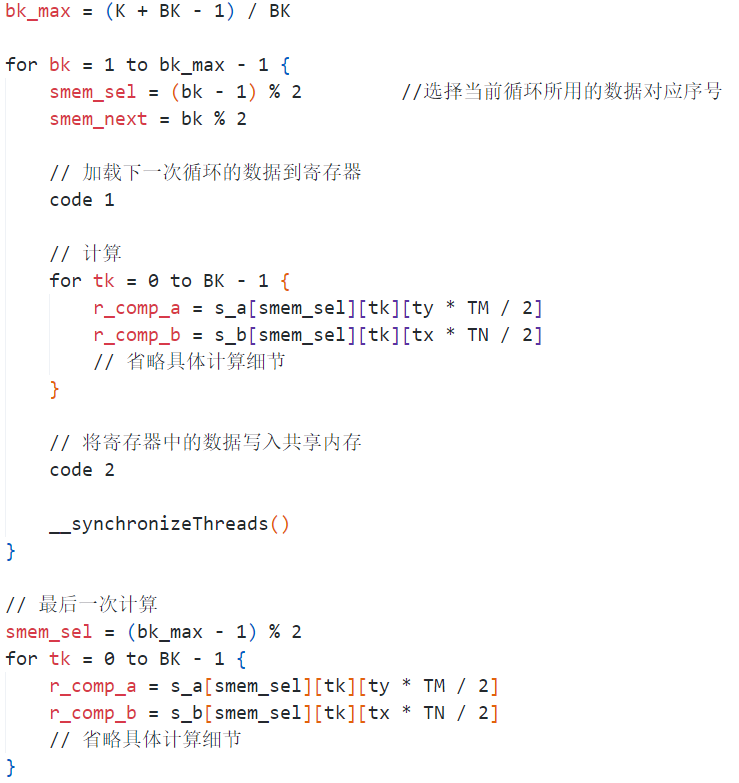 bk_max = (K + BK - 1) / BK
for bk = 1 to bk_max - 1 {
smem_sel = (bk - 1) % 2 //选择当前循环所用的数据对应序号
smem_next = bk % 2
// 加载下一次循环的数据到寄存器
code 1
// 计算
for tk = 0 to BK - 1 {
r_comp_a = s_a[smem_sel][tk][ty * TM / 2]
r_comp_b = s_b[smem_sel][tk][tx * TN / 2]
// 省略具体计算细节
}
// 将寄存器中的数据写入共享内存
code 2
__synchronizeThreads()
}
// 最后一次计算
smem_sel = (bk_max - 1) % 2
for tk = 0 to BK - 1 {
r_comp_a = s_a[smem_sel][tk][ty * TM / 2]
r_comp_b = s_b[smem_sel][tk][tx * TN / 2]
// 省略具体计算细节
}